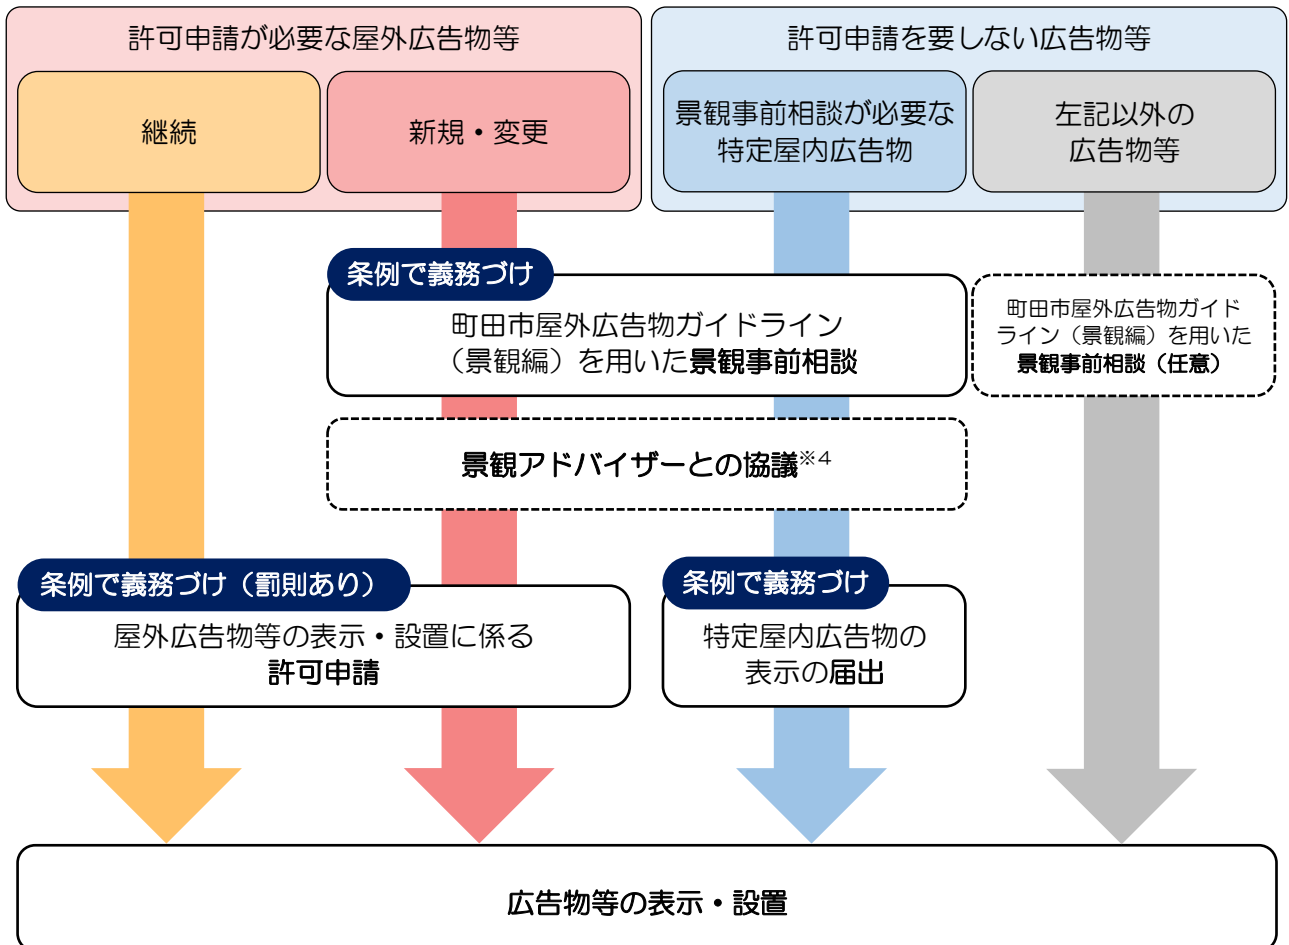 許可申請が必要な屋外広告物等
許可申請を要しない広告物等
継続
新規・変更
景観事前相談が必要な
特定屋内広告物
左記以外の
広告物等
条例で義務づけ
町田市屋外広告物ガイドライン
（景観編）を用いた景観事前相談
町田市屋外広告物ガイド
ライン（景観編）を用いた
景観事前相談（任意）
景観アドバイザーとの協議※4
条例で義務づけ（罰則あり）
屋外広告物等の表示・設置に係る
許可申請
条例で義務づけ
特定屋内広告物の
表示の届出
広告物等の表示・設置